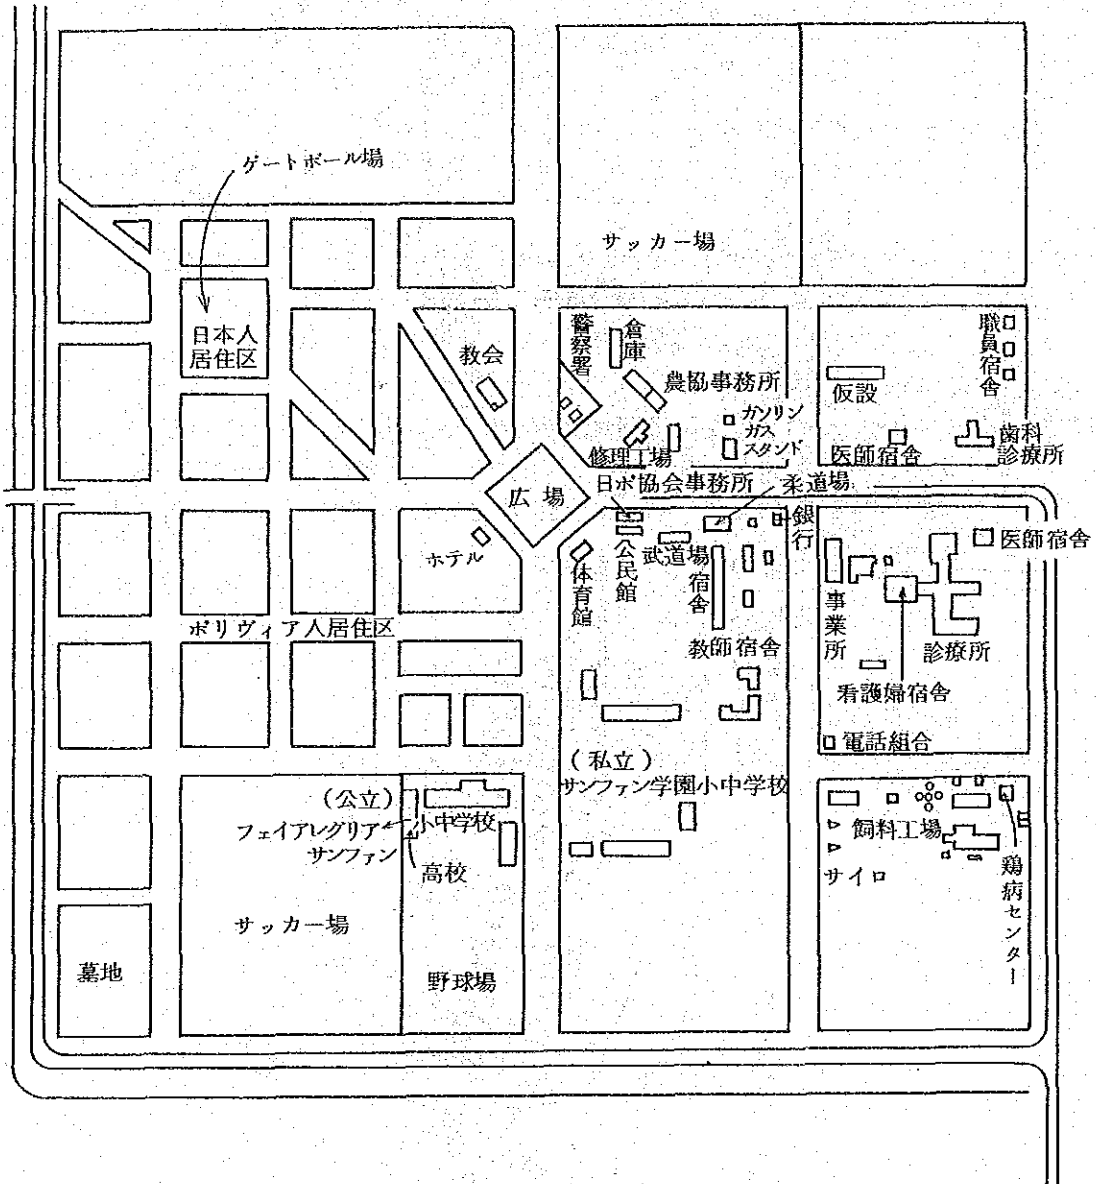 ゲートボール場
サッカー場
日本人
居住区
教会
警察署
倉庫
農協事務所
ガソリン
ガス
スタンド
修理工場
職員宿舎
仮設
医師宿舎
歯科
診療所
日ボ協会事務所
柔道場
広場
銀行
ホテル
体育館
公民館
武道場
宿舎
教師宿舎
医師宿舎
事業所
診療所
看護婦宿舎
ボリヴィア人居住区
電話組合
(私立)
サンファン学園小中学校
(公立)
フェイアレグリア
サンファン
小中学校
高校
飼料工場
サイロ
鶏病センター
サッカー場
野球場
墓地